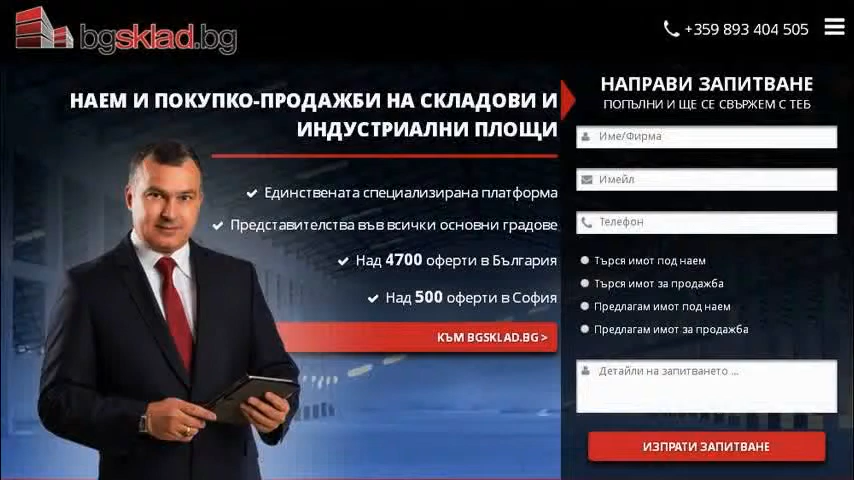 bgsklad.bg
+359 893 404 505
НАЕМ И ПОКУПКО-ПРОДАЖБИ НА СКЛАДОВИ И
ИНДУСТРИАЛНИ ПЛОЩИ
Единствената специализирана платформа
Представителства във всички основни градове
Над 4700 оферти в България
Над 500 оферти в София
КЪМ BGSKLAD.BG >
НАПРАВИ ЗАПИТВАНЕ
ПОПЪЛНИ И ЩЕ СЕ СВЪРЖЕМ С ТЕБ
Име/Фирма
Имейл
Телефон
Търся имот под наем
Търся имот за продажба
Предлагам имот под наем
Предлагам имот за продажба
Детайли на запитването ...
ИЗПРАТИ ЗАПИТВАНЕ